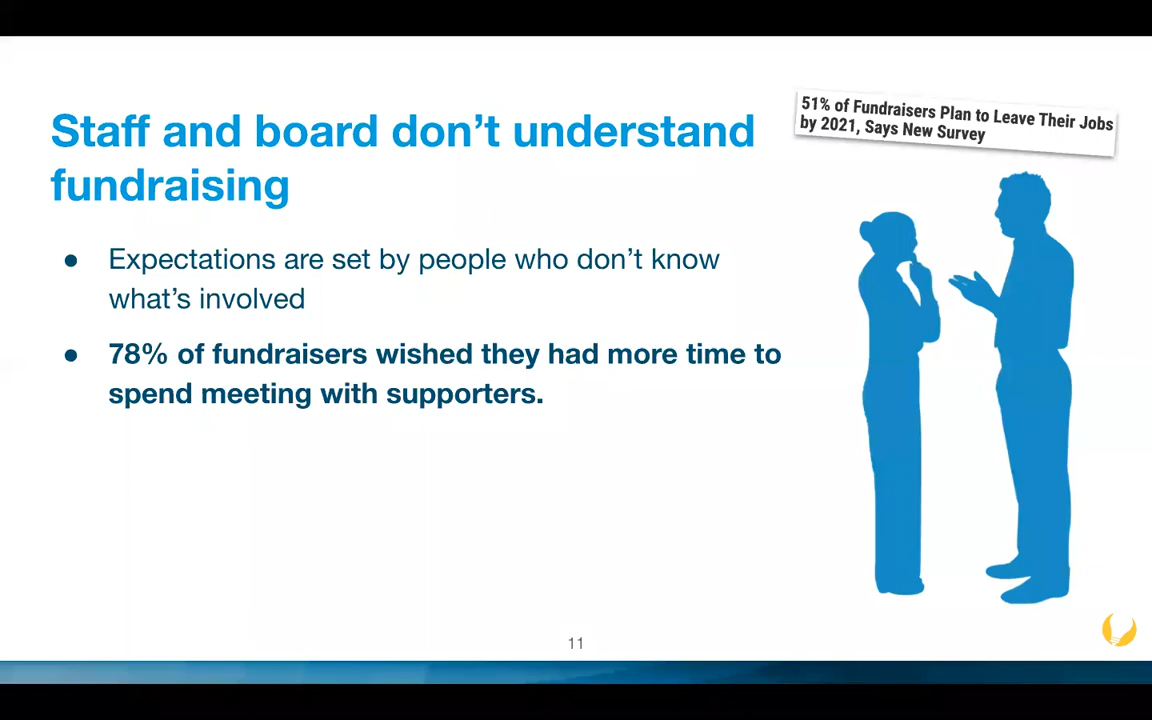 Staff and board don’t understand
fundraising
51% of Fundraisers Plan to Leave Their Jobs
by 2021, Says New Survey
● Expectations are set by people who don’t know
what’s involved
● 78% of fundraisers wished they had more time to
spend meeting with supporters.
11